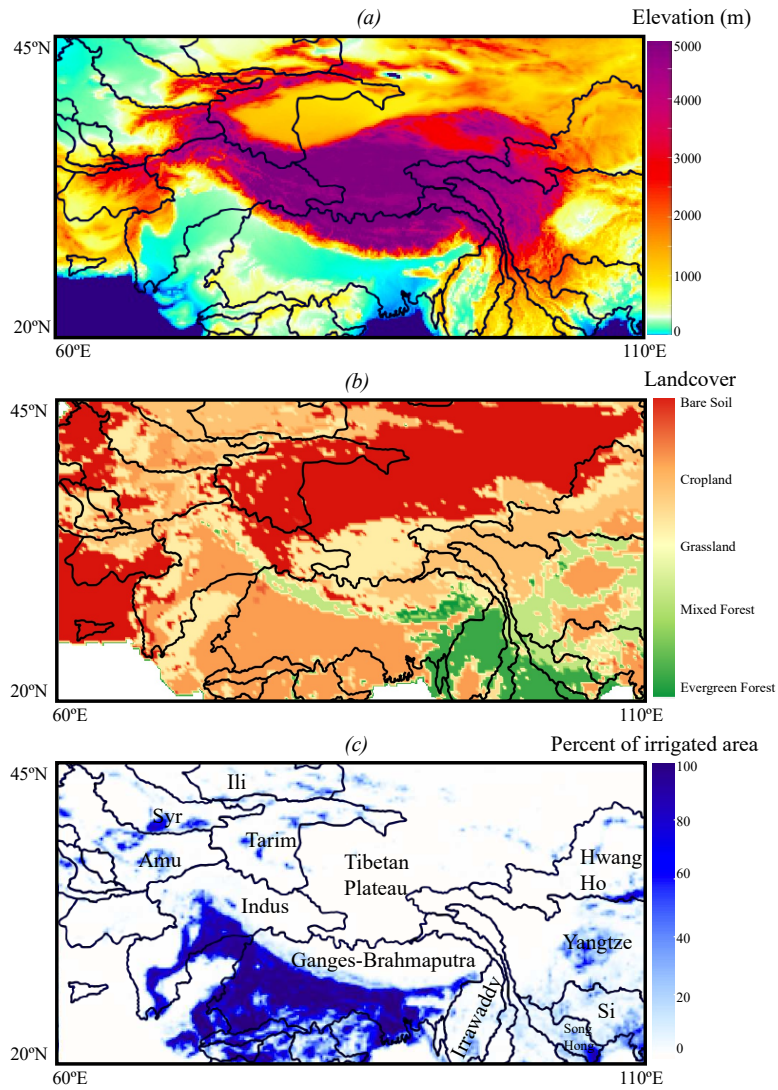 (a)
Elevation (m)
45ºN
5000
4000
3000
2000
1000
0
20ºN
60ºE
110ºE
(b)
Landcover
45ºN
Bare Soil
Cropland
Grassland
Mixed Forest
Evergreen Forest
20ºN
60ºE
110ºE
(c)
Percent of irrigated area
45ºN
100
80
60
40
20
0
Ili
Syr
Tarim
Amu
Tibetan
Plateau
Hwang
Ho
Indus
Yangtze
Ganges-Brahmaputra
Irrawaddy
Si
Song
Hong
20ºN
60ºE
110ºE